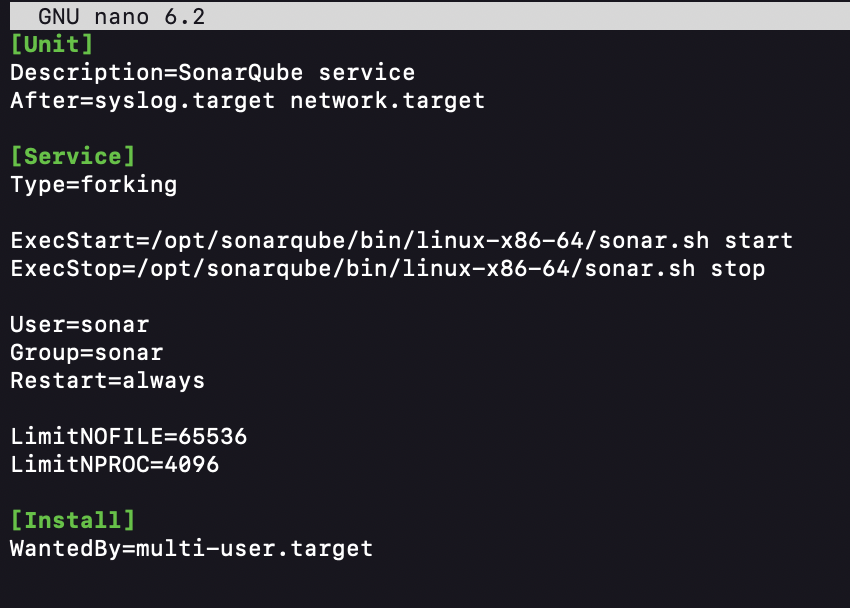 GNU nano 6.2
[Unit]
Description=SonarQube service
After=syslog.target network.target
[Service]
Type=forking
ExecStart=/opt/sonarqube/bin/linux-x86-64/sonar.sh start
ExecStop=/opt/sonarqube/bin/linux-x86-64/sonar.sh stop
User=sonar
Group=sonar
Restart=always
LimitNOFILE=65536
LimitNPROC=4096
[Install]
WantedBy=multi-user.target